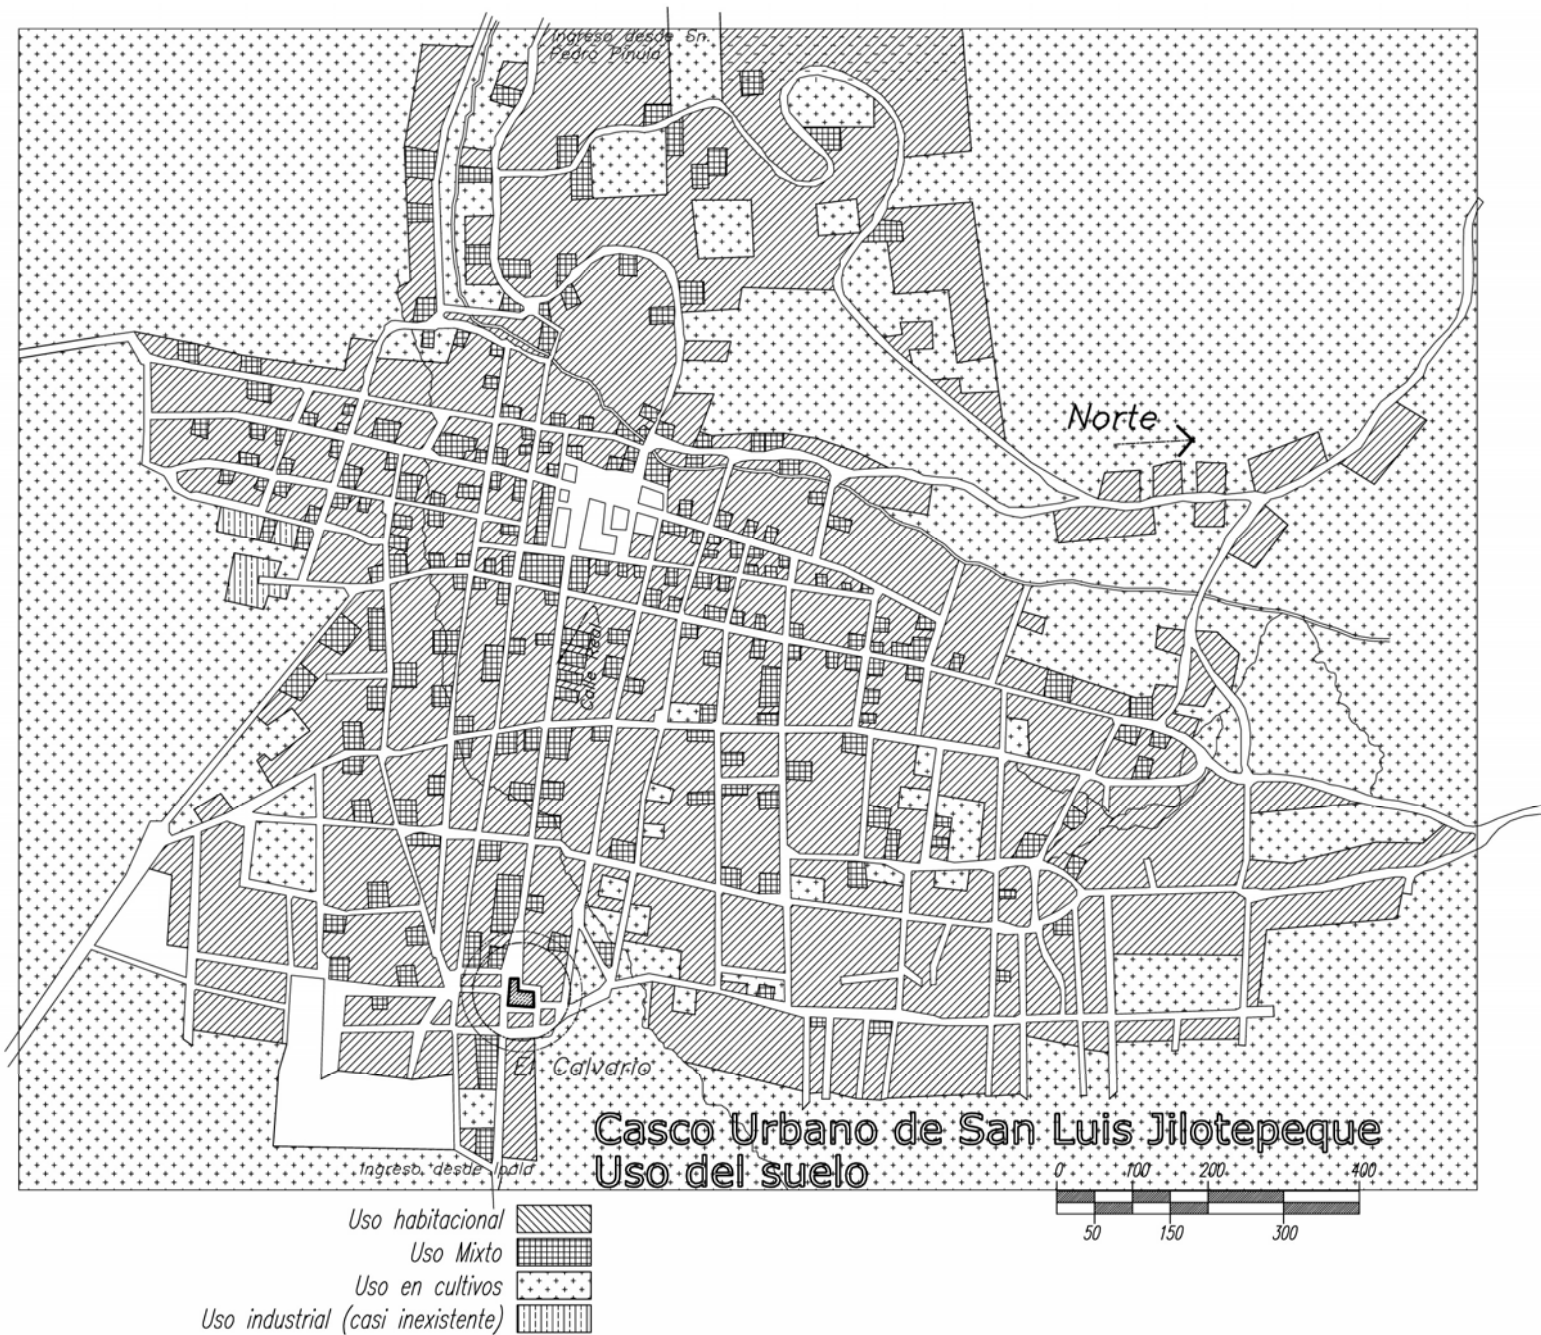 Ingreso desde Sn.
Pedro Pinula
Norte
Calle Real
El Calvario
Casco Urbano de San Luis Jilotepeque
Uso del suelo
Ingreso desde Ipala
0 100 200 400
50 150 300
Uso habitacional
Uso Mixto
Uso en cultivos
Uso industrial (casi inexistente)